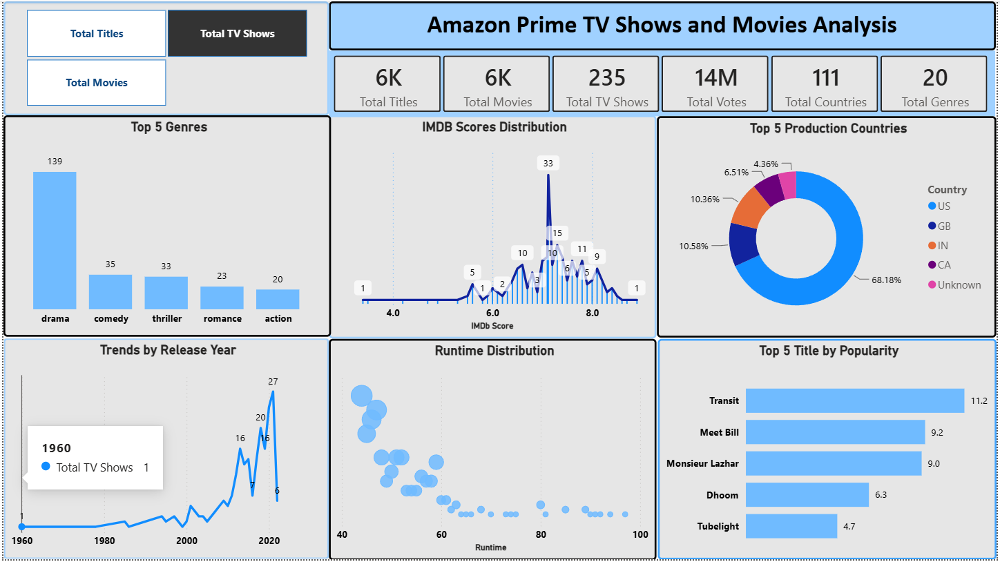 Total Titles
Total TV Shows
Total Movies
Amazon Prime TV Shows and Movies Analysis
6K
Total Titles
6K
Total Movies
235
Total TV Shows
14M
Total Votes
111
Total Countries
20
Total Genres
Top 5 Genres
139
35
33
23
20
drama
comedy
thriller
romance
action
IMDB Scores Distribution
33
15
10
10
11
9
5
6
5
3
2
1
1
1
4.0
6.0
8.0
IMDb Score
Top 5 Production Countries
4.36%
6.51%
10.36%
10.58%
68.18%
Country
US
GB
IN
CA
Unknown
Trends by Release Year
27
20
16
16
7
6
1960
Total TV Shows 1
1
1960
1980
2000
2020
Runtime Distribution
40
60
80
100
Runtime
Top 5 Title by Popularity
Transit 11.2
Meet Bill 9.2
Monsieur Lazhar 9.0
Dhoom 6.3
Tubelight 4.7